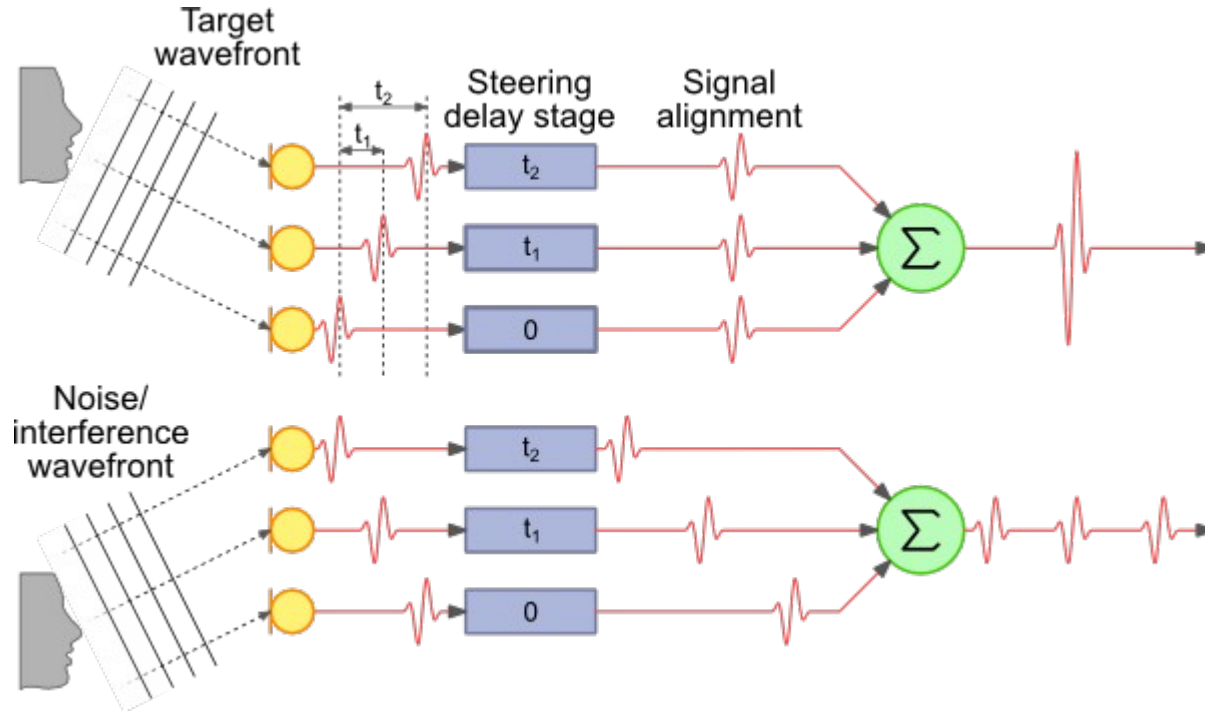 Target
wavefront
t₂
t₁
Steering
delay stage
Signal
alignment
t₂
t₁
0
Σ
Noise/
interference
wavefront
t₂
t₁
0
Σ